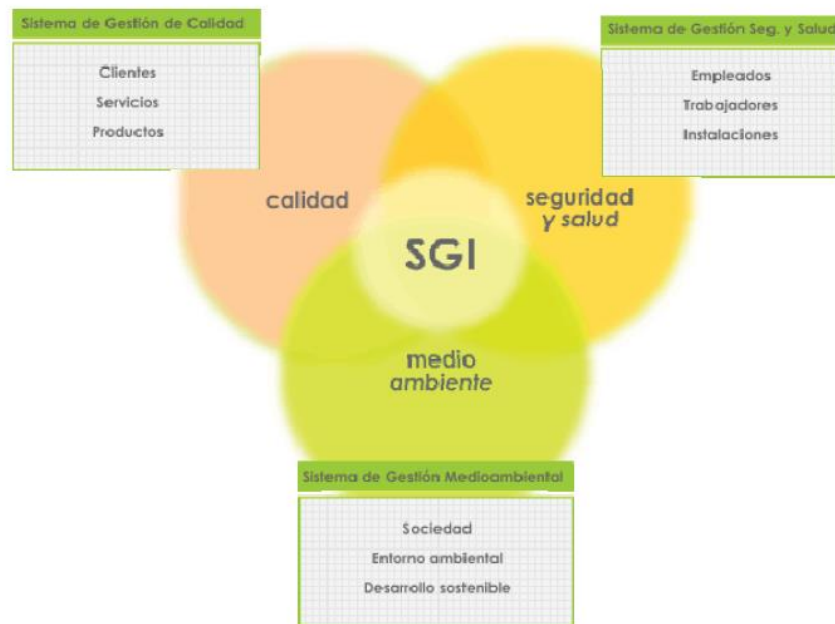 Sistema de Gestión de Calidad
Clientes
Servicios
Productos
Sistema de Gestión Seg. y Salud
Empleados
Trabajadores
Instalaciones
calidad
seguridad
y salud
SGI
medio
ambiente
Sistema de Gestión Medioambiental
Sociedad
Entorno ambiental
Desarrollo sostenible